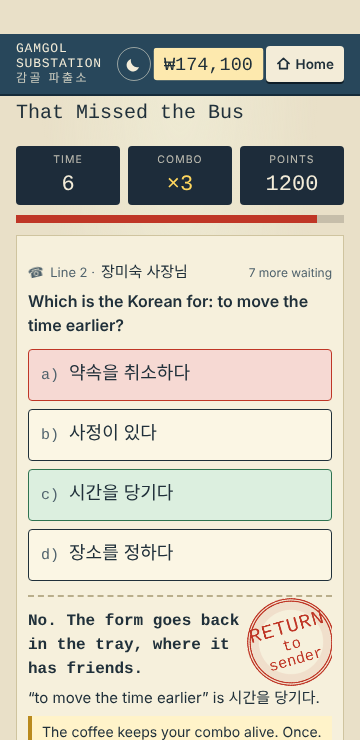 GAMGOL
SUBSTATION
감골 파출소
₩174,100
Home
That Missed the Bus
TIME
6
COMBO
×3
POINTS
1200
☎ Line 2 · 장미숙 사장님
7 more waiting
Which is the Korean for: to move the
time earlier?
a) 약속을 취소하다
b) 사정이 있다
c) 시간을 당기다
d) 장소를 정하다
No. The form goes back
in the tray, where it
has friends.
RETURN
to
sender
“to move the time earlier” is 시간을 당기다.
The coffee keeps your combo alive. Once.